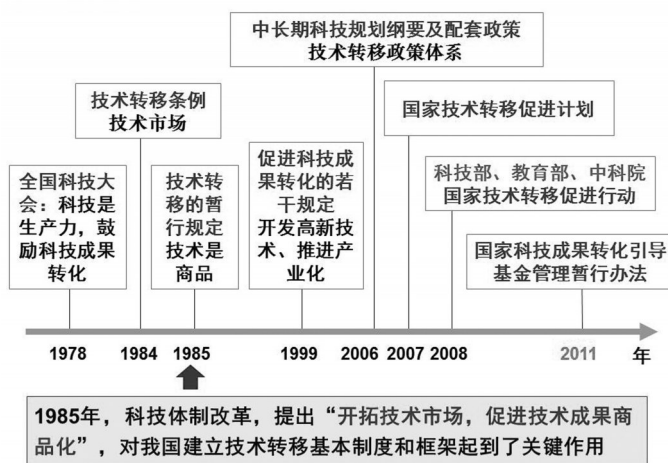 中长期科技规划纲要及配套政策
技术转移政策体系
技术转移条例
技术市场
国家技术转移促进计划
全国科技大
会：科技是
生产力，鼓
励科技成果
转化
技术转
移的暂
行规定
技术是
商品
促进科技成
果转化的若
干规定
开发高新技
术、推进产
业化
科技部、教育部、中科院
国家技术转移促进行动
国家科技成果转化引导
基金管理暂行办法
1978
1984
1985
1999
2006
2007
2008
2011
年
1985年，科技体制改革，提出“开拓技术市场，促进技术成果商
品化”，对我国建立技术转移基本制度和框架起到了关键作用